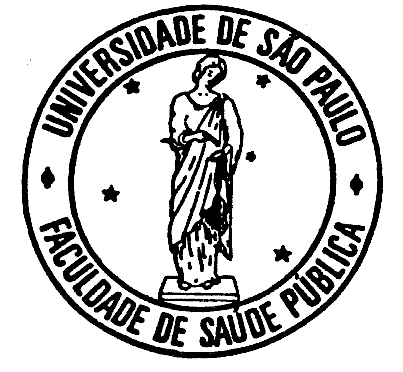 UNIVERSIDADE DE SÃO PAULO
FACULDADE DE SAÚDE PÚBLICA